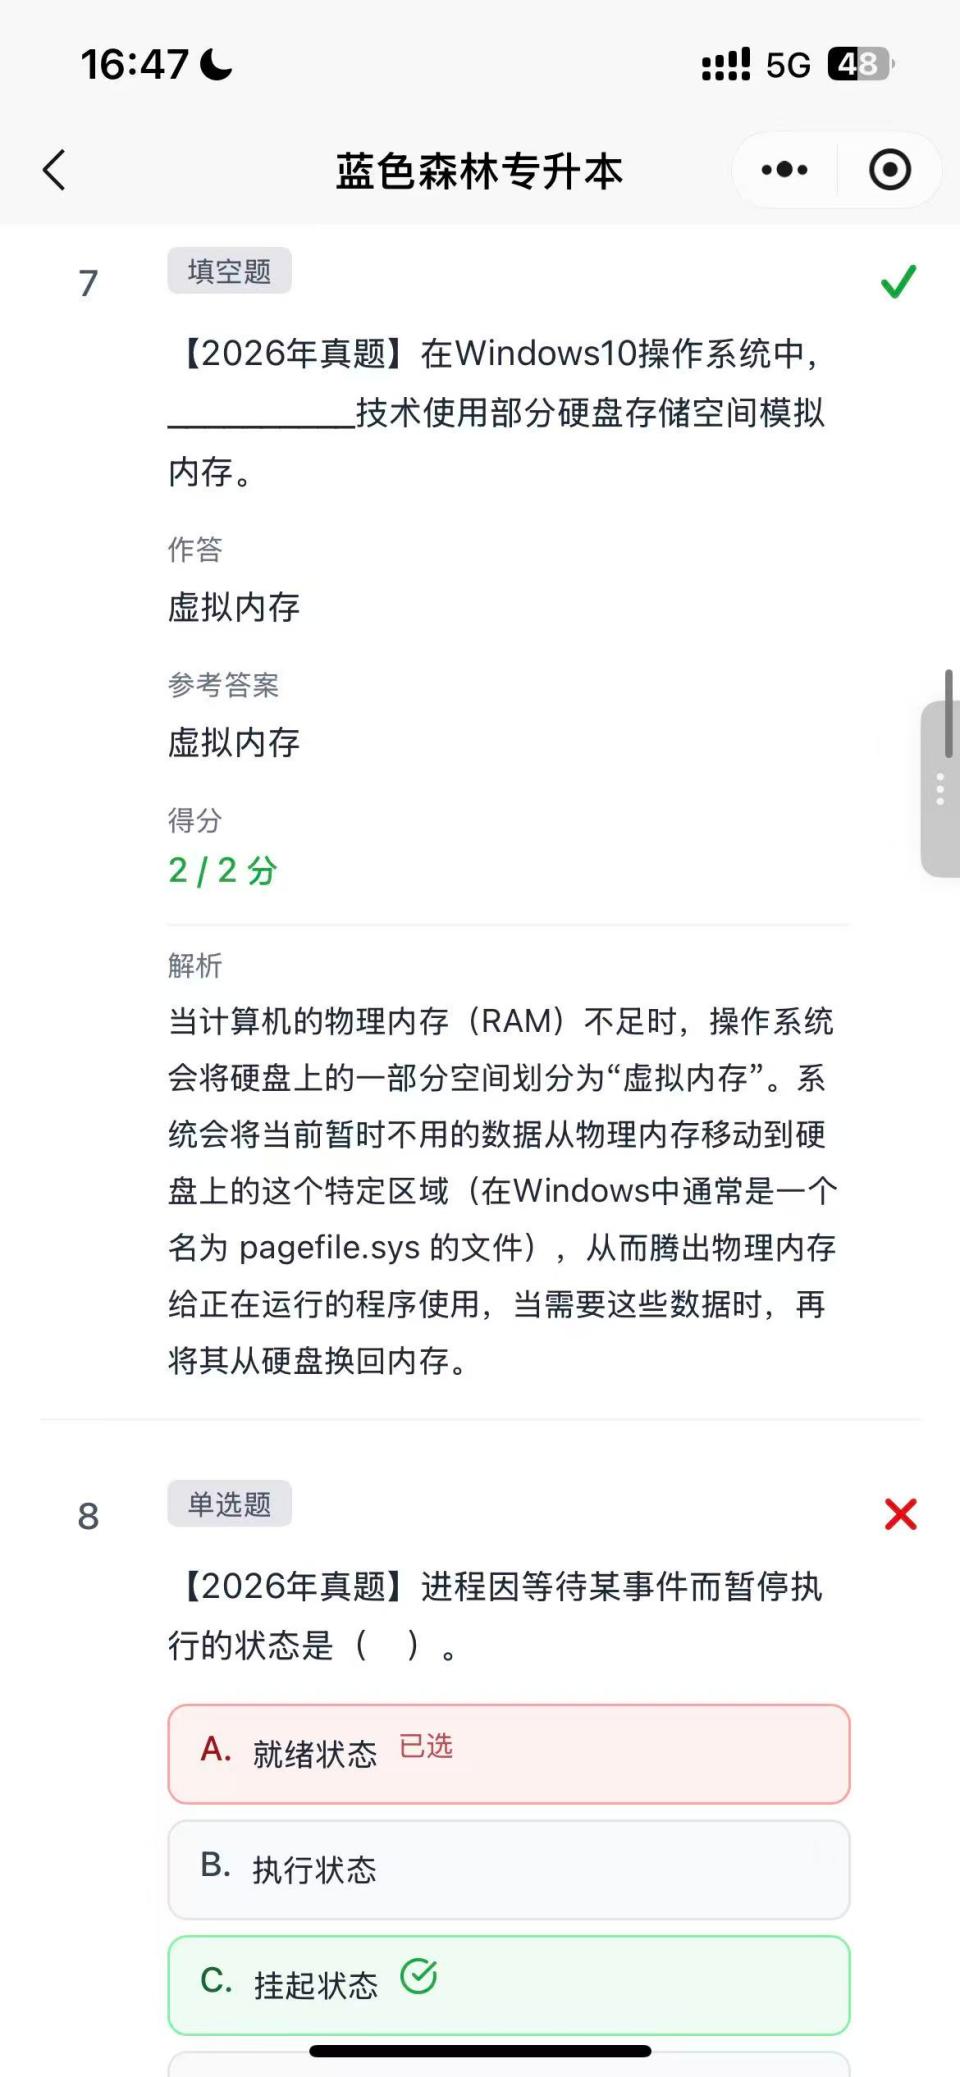 16:47
5G
48
蓝色森林专升本
7
填空题
【2026年真题】在Windows10操作系统中,
___________技术使用部分硬盘存储空间模拟
内存。
作答
虚拟内存
参考答案
虚拟内存
得分
2 / 2 分
解析
当计算机的物理内存（RAM）不足时，操作系统
会将硬盘上的一部分空间划分为“虚拟内存”。系
统会将当前暂时不用的数据从物理内存移动到硬
盘上的这个特定区域（在Windows中通常是一个
名为 pagefile.sys 的文件），从而腾出物理内存
给正在运行的程序使用，当需要这些数据时，再
将其从硬盘换回内存。
8
单选题
【2026年真题】进程因等待某事件而暂停执
行的状态是（ ）。
A. 就绪状态 已选
B. 执行状态
C. 挂起状态